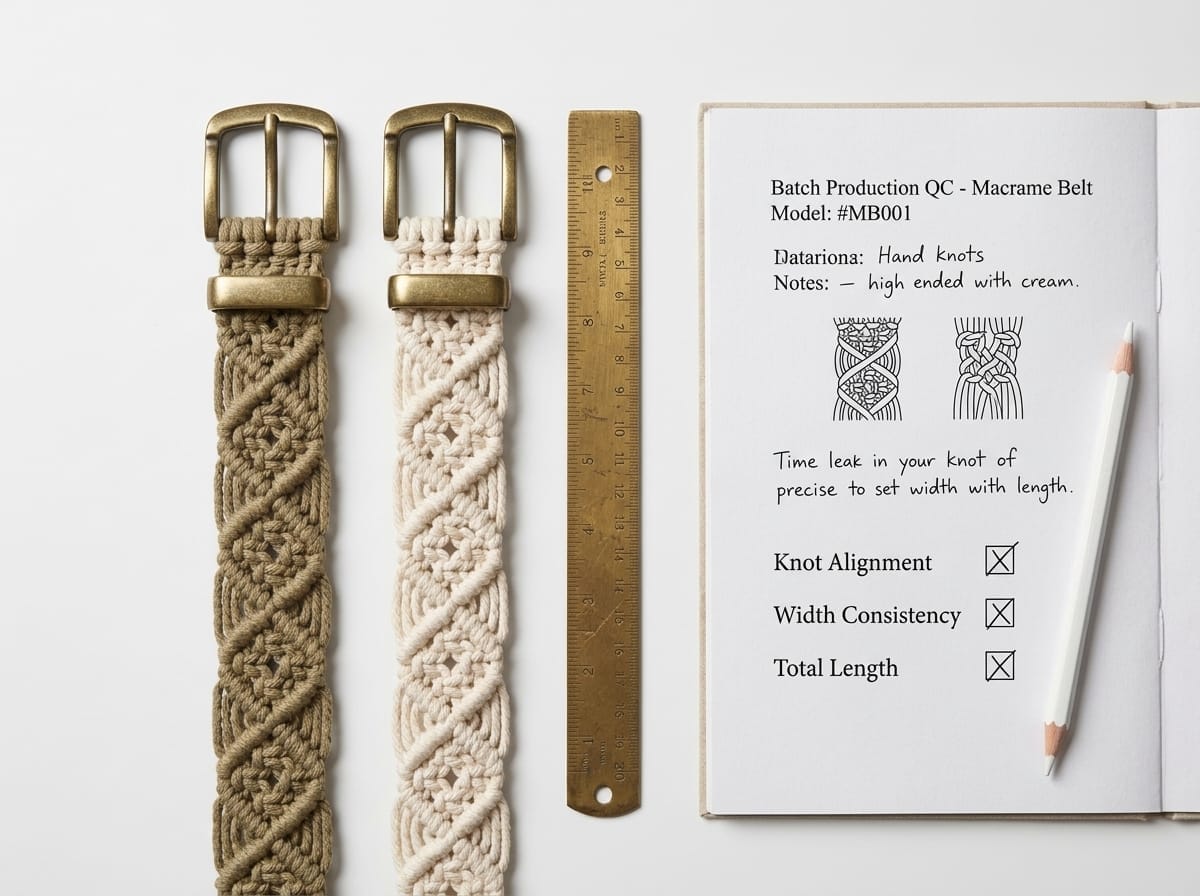 Batch Production QC - Macrame Belt
Model: #MB001
Datariona: Hand knots
Notes: — high ended with cream.
Time leak in your knot of
precise to set width with length.
Knot Alignment ☒
Width Consistency ☒
Total Length ☒